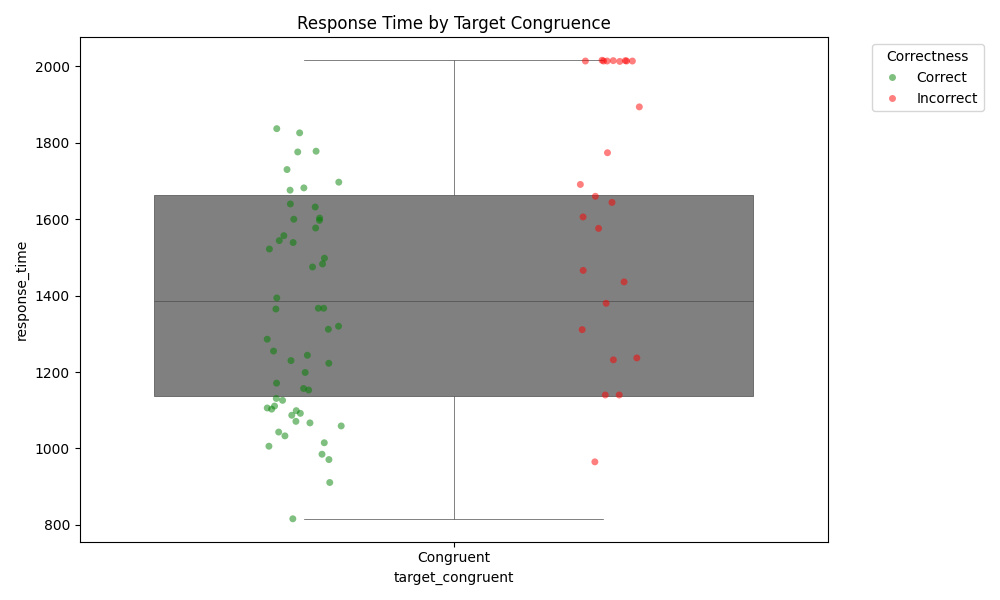 Response Time by Target Congruence
Correctness
Correct
Incorrect
response_time
2000
1800
1600
1400
1200
1000
800
Congruent
target_congruent